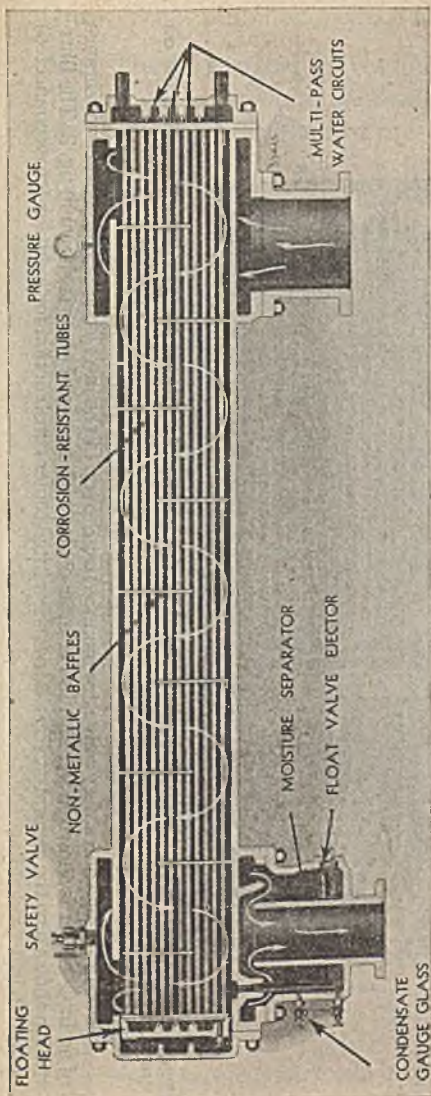 FLOATING
HEAD
SAFETY VALVE
NON-METALLIC BAFFLES
CORROSION-RESISTANT TUBES
PRESSURE GAUGE
MULTI-PASS
WATER CIRCUITS
CONDENSATE
GAUGE GLASS
MOISTURE SEPARATOR
FLOAT VALVE EJECTOR